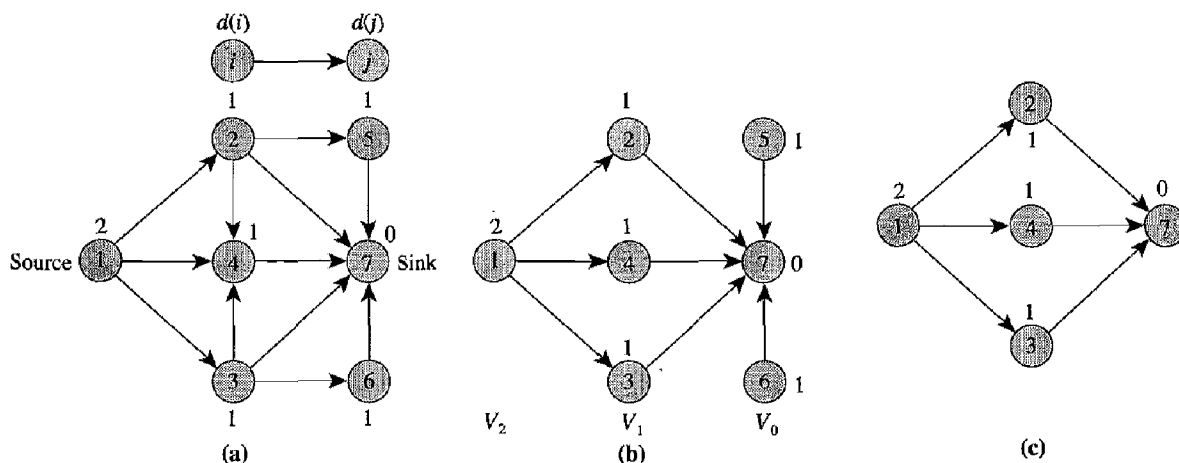 d(i) d(j)
i j
1 1
2 5
2 1 0
Source 1 4 7 Sink
3 6
1 1
(a)
1
2 5 1
2 1
1 4 7 0
1
3 6 1
V₂ V₁ V₀
(b)
2
1
2 1 0
1 4 7
1
3
(c)